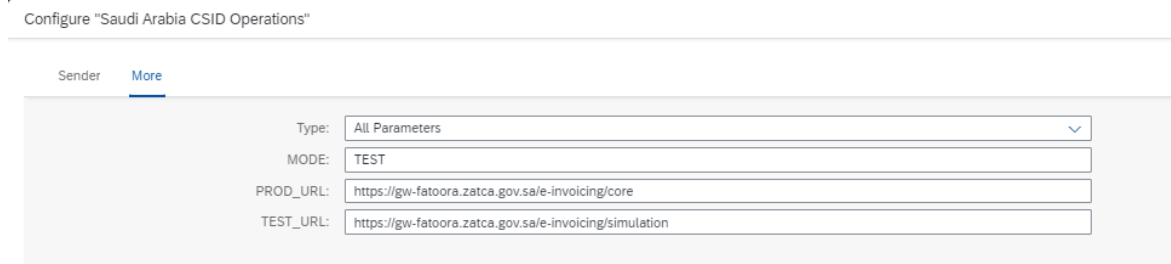 Configure "Saudi Arabia CSID Operations"
Sender More
Type: All Parameters
MODE: TEST
PROD_URL: https://gw-fatoora.zatca.gov.sa/e-invoicing/core
TEST_URL: https://gw-fatoora.zatca.gov.sa/e-invoicing/simulation